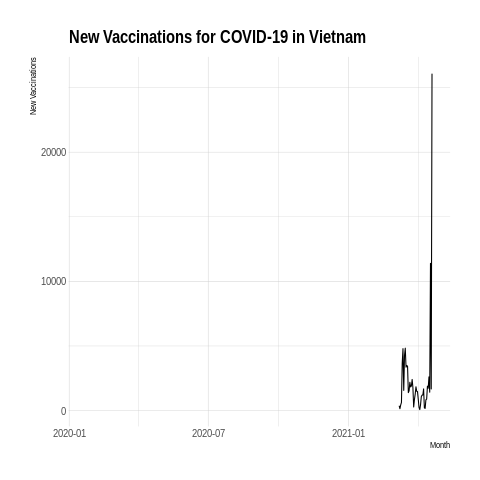 New Vaccinations for COVID-19 in Vietnam
New Vaccinations
20000
10000
0
2020-01 2020-07 2021-01
Month